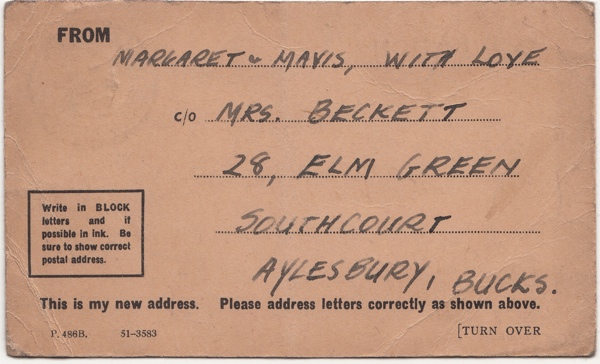 FROM
MARGARET & MAVIS, WITH LOVE
c/o MRS. BECKETT
28, ELM GREEN
SOUTHCOURT
AYLESBURY, BUCKS.
Write in BLOCK
letters and if
possible in ink. Be
sure to show correct
postal address.
This is my new address. Please address letters correctly as shown above.
P.486B. 51-3583 [TURN OVER